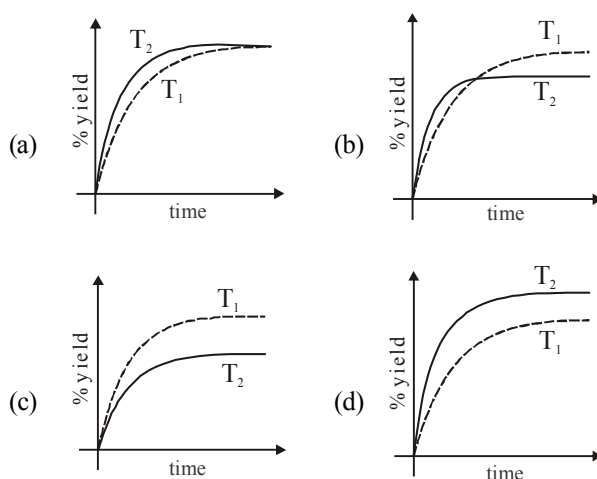 T₂
T₁
% yield
(a)
time
T₁
T₂
% yield
(b)
time
T₁
T₂
% yield
(c)
time
T₂
T₁
% yield
(d)
time